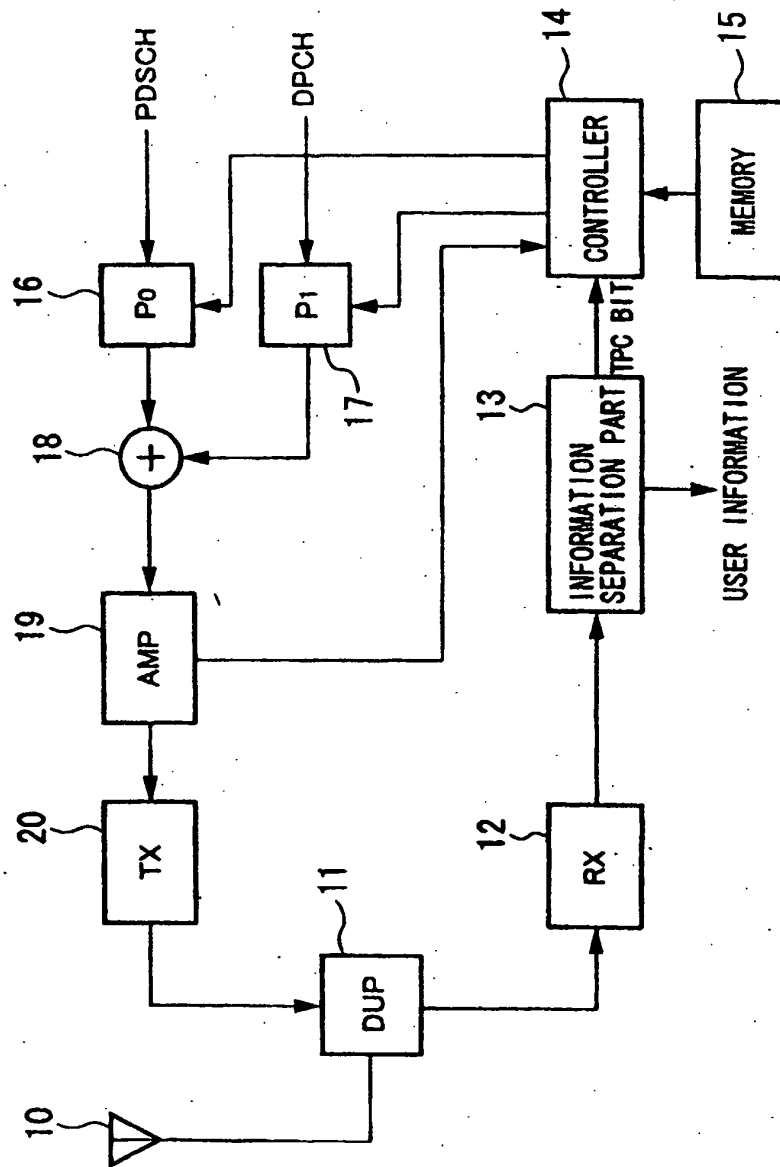 10
DUP
11
TX
20
AMP
19
18
+
P0
16
PDSCH
P1
17
DPCH
RX
12
INFORMATION
SEPARATION PART
13
TPC BIT
USER INFORMATION
CONTROLLER
14
MEMORY
15